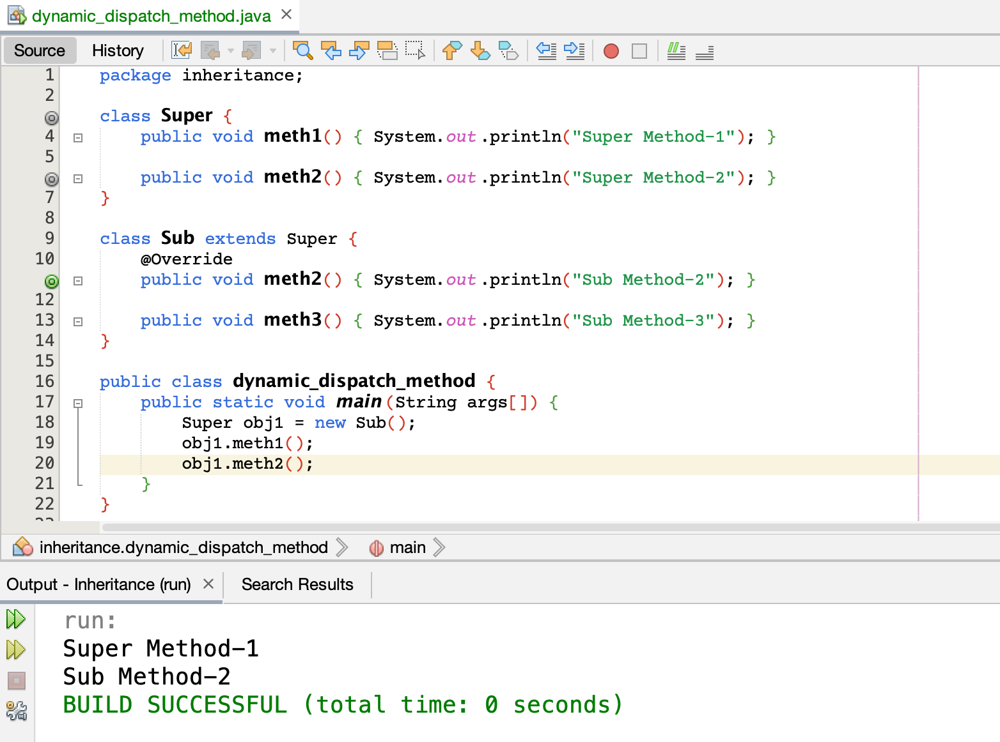 dynamic_dispatch_method.java
Source History
1 package inheritance;
2
class Super {
4 public void meth1() { System.out.println("Super Method-1"); }
5
public void meth2() { System.out.println("Super Method-2"); }
7 }
8
9 class Sub extends Super {
10 @Override
public void meth2() { System.out.println("Sub Method-2"); }
12
13 public void meth3() { System.out.println("Sub Method-3"); }
14 }
15
16 public class dynamic_dispatch_method {
17 public static void main(String args[]) {
18 Super obj1 = new Sub();
19 obj1.meth1();
20 obj1.meth2();
21 }
22 }
inheritance.dynamic_dispatch_method main
Output - Inheritance (run) Search Results
run:
Super Method-1
Sub Method-2
BUILD SUCCESSFUL (total time: 0 seconds)